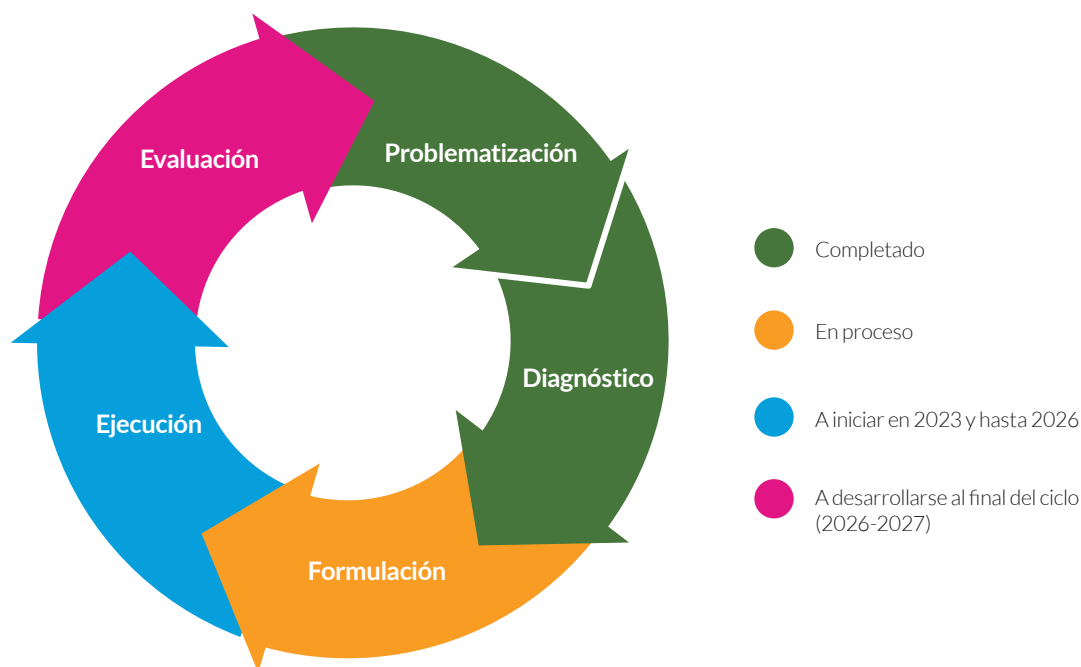 Evaluación
Problematización
Diagnóstico
Formulación
Ejecución
Completado
En proceso
A iniciar en 2023 y hasta 2026
A desarrollarse al final del ciclo
(2026-2027)